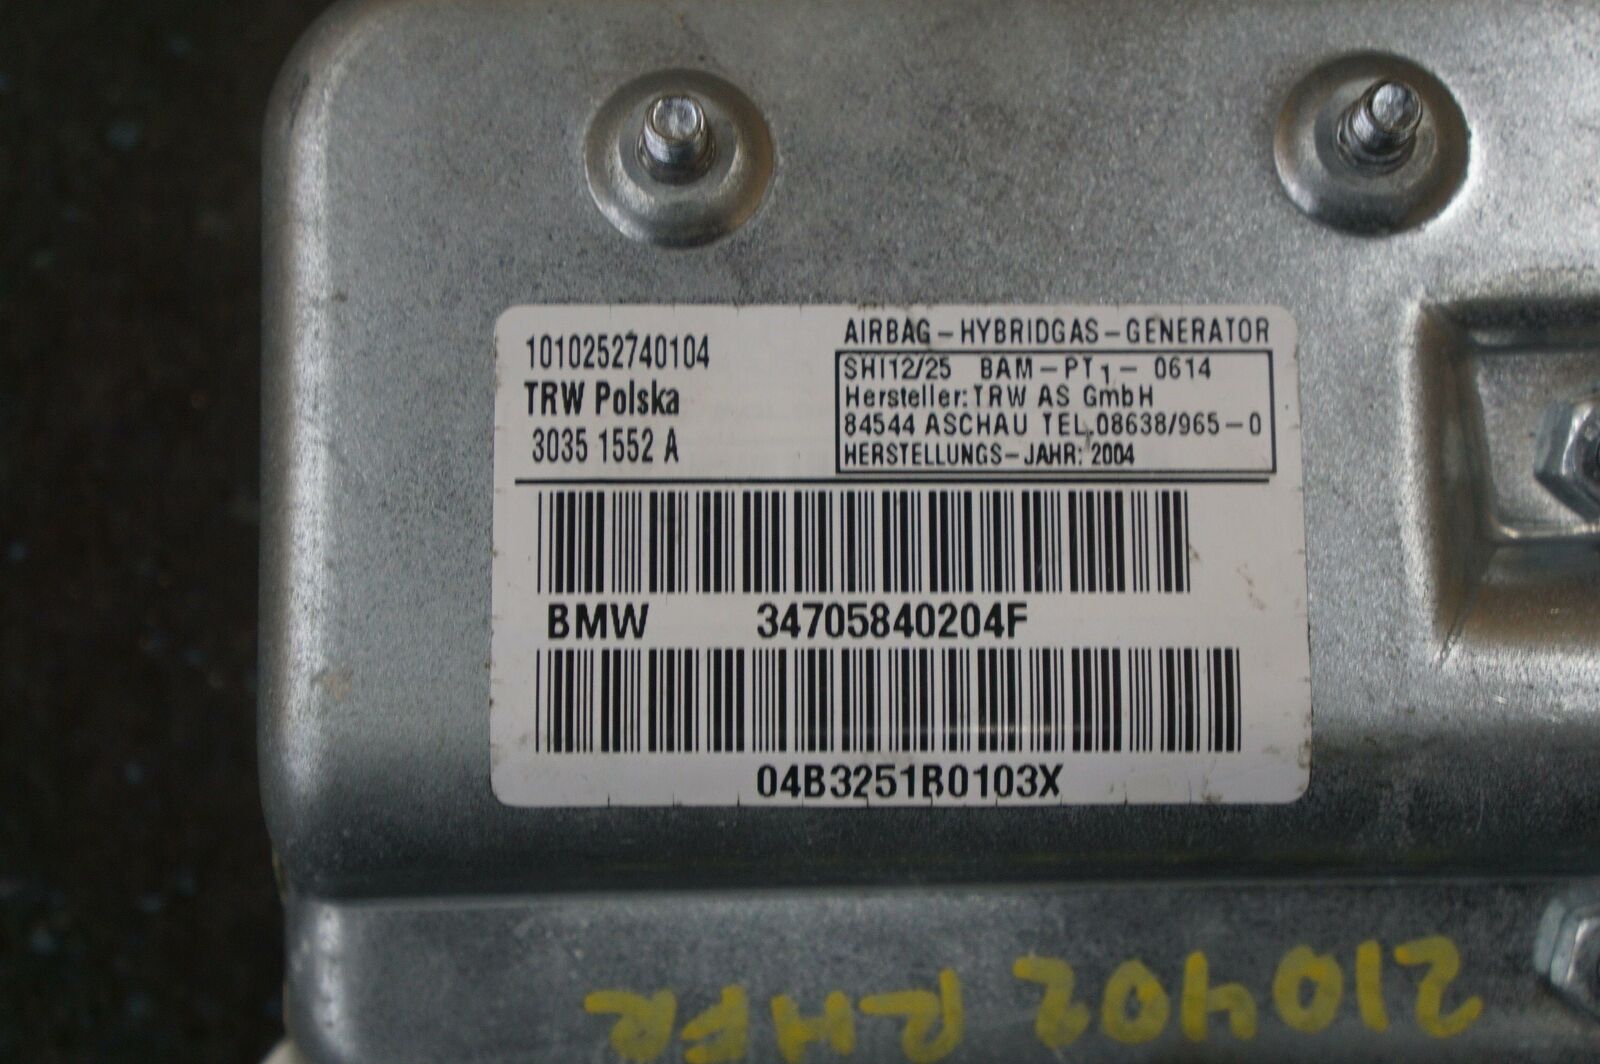 1010252740104
TRW Polska
3035 1552 A
AIRBAG-HYBRIDGAS-GENERATOR
SHI12/25 BAM-PT1-0614
Hersteller: TRW AS GmbH
84544 ASCHAU TEL.08638/965-0
HERSTELLUNGS-JAHR: 2004
BMW 34705840204F
04B3251B0103X
210402 RHFR